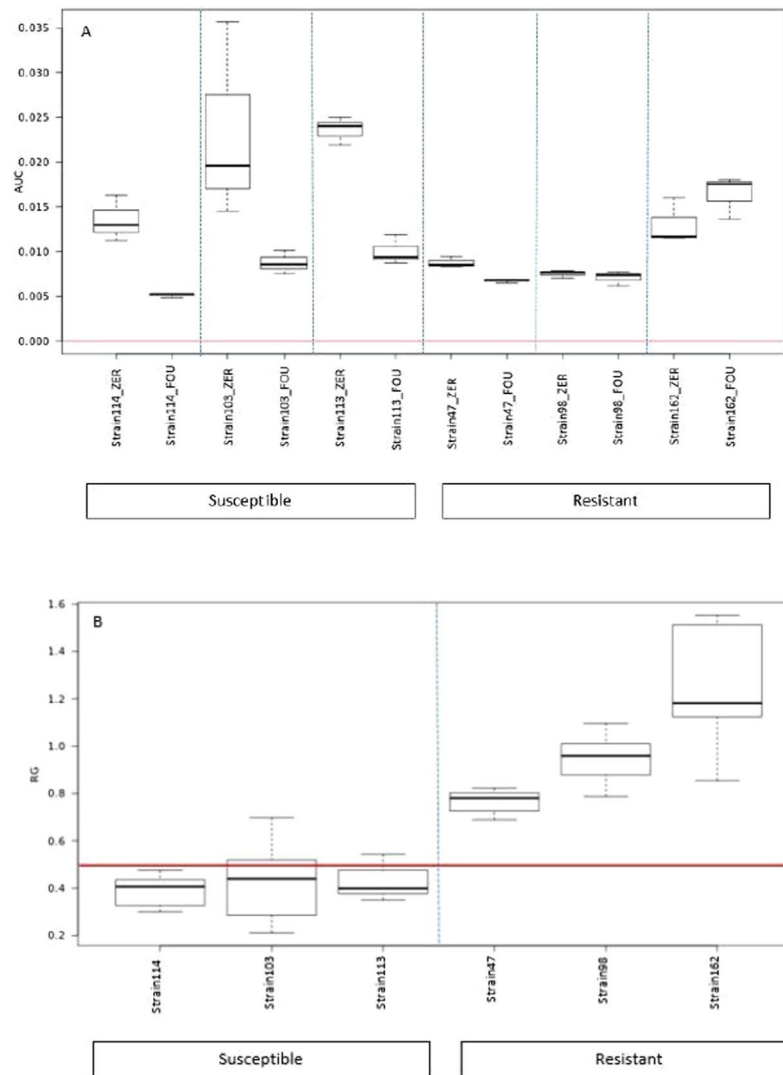 A
0.035
0.030
0.025
0.020
0.015
0.010
0.005
0.000
AUC
Strain114_ZER
Strain114_FOU
Strain103_ZER
Strain103_FOU
Strain113_ZER
Strain113_FOU
Strain47_ZER
Strain47_FOU
Strain98_ZER
Strain98_FOU
Strain162_ZER
Strain162_FOU
Susceptible
Resistant
B
1.6
1.4
1.2
1.0
0.8
0.6
0.4
0.2
RG
Strain114
Strain103
Strain113
Strain47
Strain98
Strain162
Susceptible
Resistant